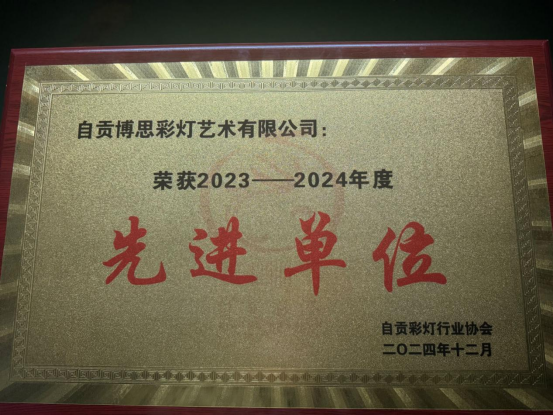 自贡博思彩灯艺术有限公司：
荣获2023——2024年度
先进单位
自贡彩灯行业协会
二〇二四年十二月